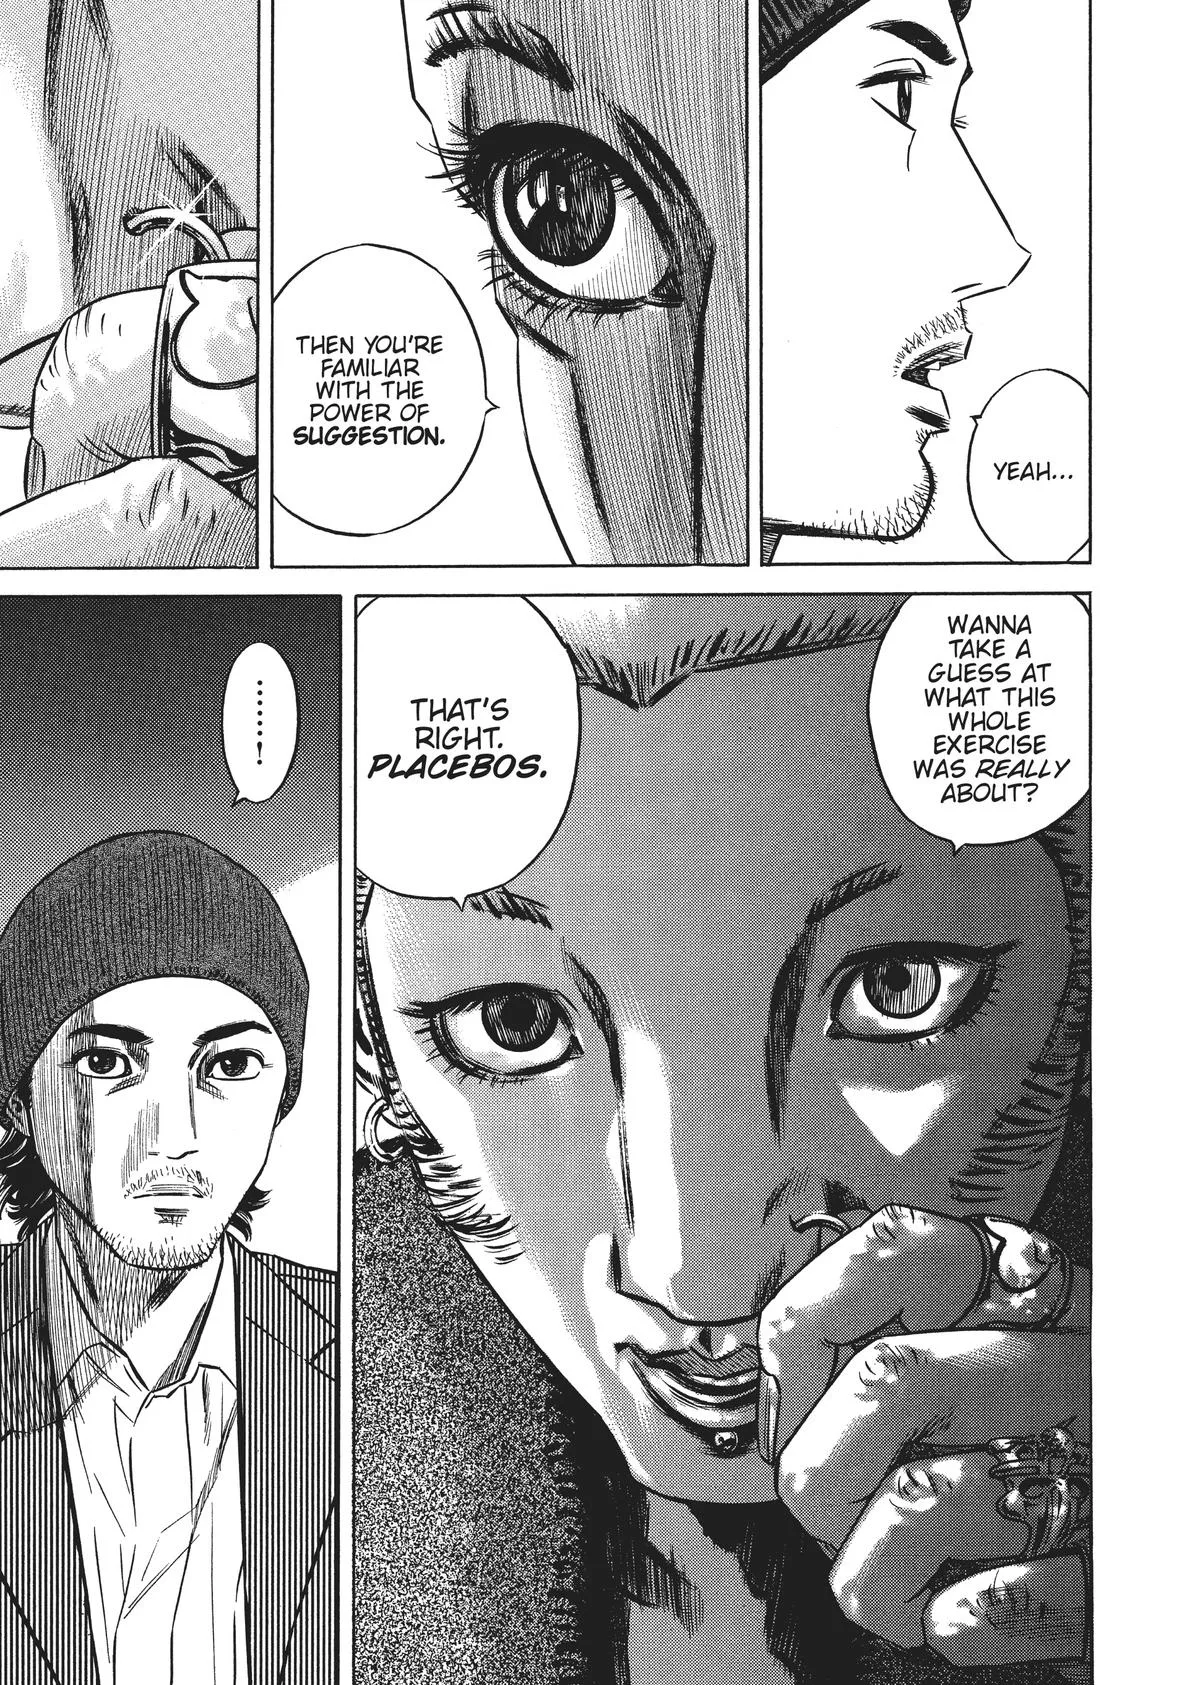 YEAH...
THEN YOU'RE
FAMILIAR
WITH THE
POWER OF
SUGGESTION.
WANNA
TAKE A
GUESS AT
WHAT THIS
WHOLE
EXERCISE
WAS REALLY
ABOUT?
THAT'S
RIGHT.
PLACEBOS.
......!